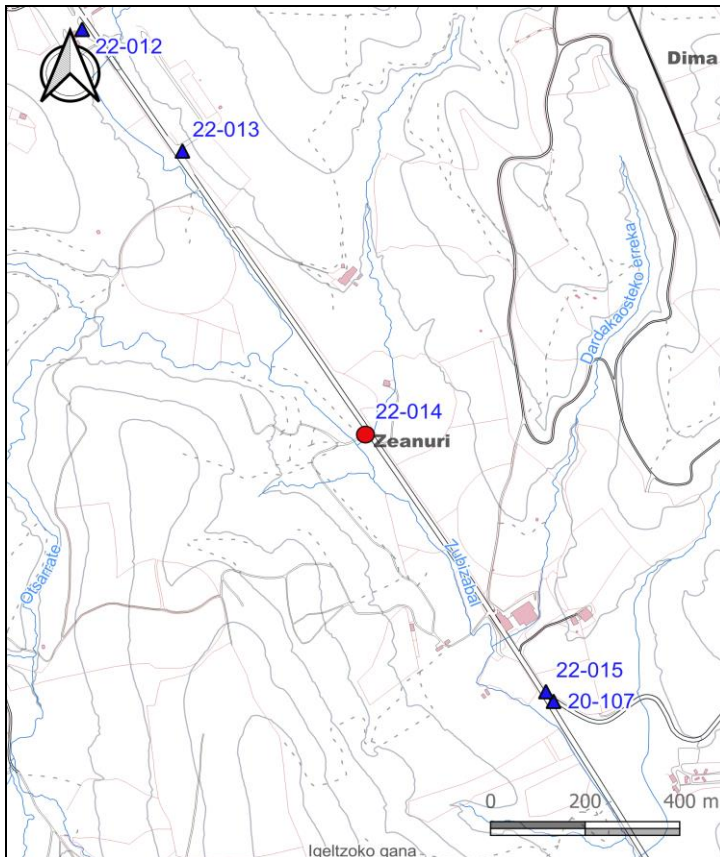 22-012
Dima
22-013
Dardakaosteko erreka
22-014
Zeanuri
Otsarrate
Zubizabal
22-015
20-107
0 200 400 m
Igeltzoko gana